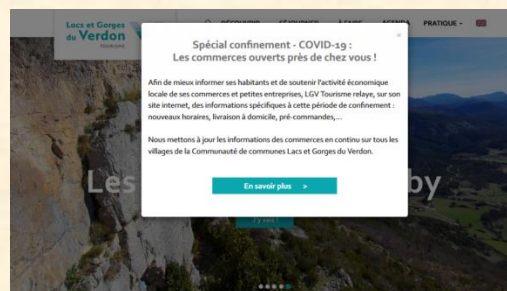 Lacs et Gorges
du Verdon
TOURISME
DÉCOUVRIR SÉJOURNER À FAIRE AGENDA PRATIQUE
×
Spécial confinement - COVID-19 :
Les commerces ouverts près de chez vous !
Afin de mieux informer ses habitants et de soutenir l'activité économique
locale de ses commerces et petites entreprises, LGV Tourisme relaye, sur son
site internet, des informations spécifiques à cette période de confinement :
nouveaux horaires, livraison à domicile, pré-commandes,...
Nous mettons à jour les informations des commerces en continu sur tous les
villages de la Communauté de communes Lacs et Gorges du Verdon.
En savoir plus >
Les by
J'y vais !